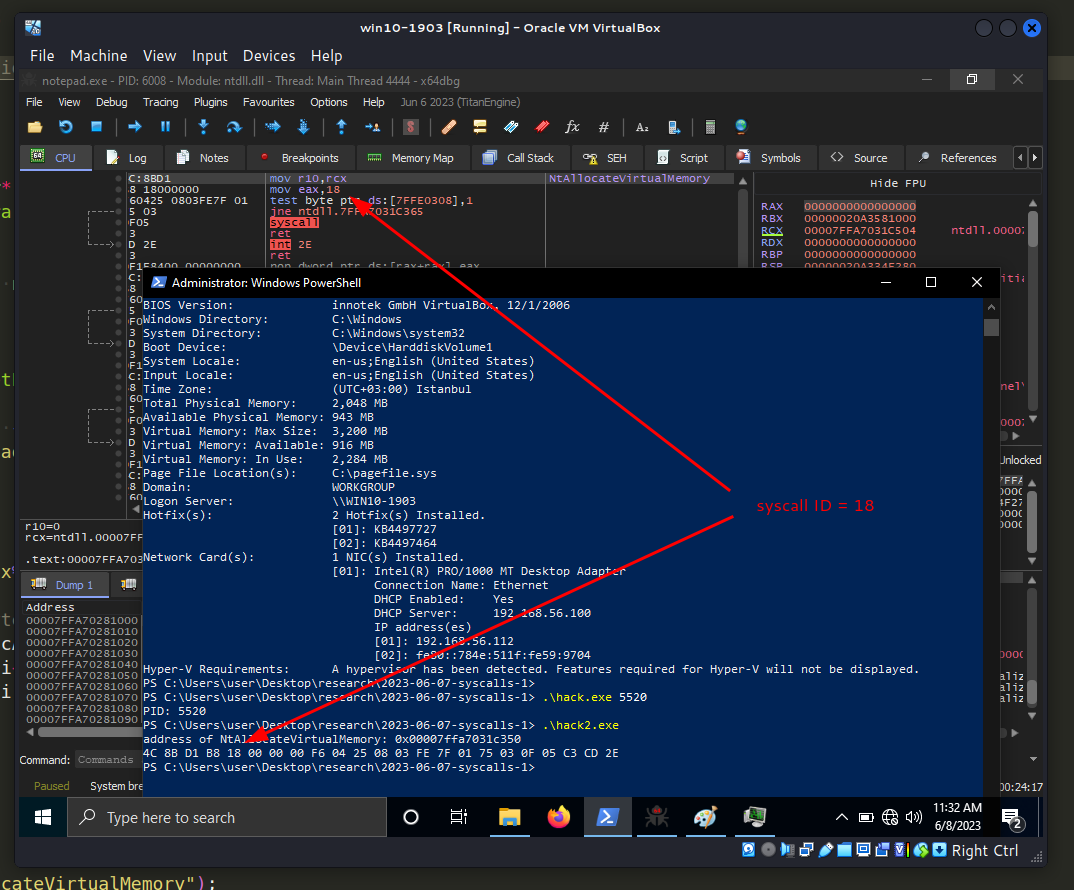 win10-1903 [Running] - Oracle VM VirtualBox
File Machine View Input Devices Help
notepad.exe - PID: 6008 - Module: ntdll.dll - Thread: Main Thread 4444 - x64dbg
File View Debug Tracing Plugins Favourites Options Help Jun 6 2023 (TitanEngine)
CPU Log Notes Breakpoints Memory Map Call Stack SEH Script Symbols Source References
C:8BD1 mov r10,rcx NtAllocateVirtualMemory
8 18000000 mov eax,18
60425 0803FE7F 01 test byte ptr ds:[7FFE0308],1
5 03 jne ntdll.7FFA7031C365
F05 syscall
3 ret
D 2E int 2E
3 ret
Hide FPU
RAX 0000000000000000
RBX 00000020A3581000
RCX 00007FFA7031C504 ntdll.0000
RDX 0000000000000000
RBP 0000000000000000
RSP 00000020A334F280
Administrator: Windows PowerShell
BIOS Version: innotek GmbH VirtualBox, 12/1/2006
Windows Directory: C:\Windows
System Directory: C:\Windows\system32
Boot Device: \Device\HarddiskVolume1
System Locale: en-us;English (United States)
Input Locale: en-us;English (United States)
Time Zone: (UTC+03:00) Istanbul
Total Physical Memory: 2,048 MB
Available Physical Memory: 943 MB
Virtual Memory: Max Size: 3,200 MB
Virtual Memory: Available: 916 MB
Virtual Memory: In Use: 2,284 MB
Page File Location(s): C:\pagefile.sys
Domain: WORKGROUP
Logon Server: \\WIN10-1903
Hotfix(s): 2 Hotfix(s) Installed.
[01]: KB4497727
[02]: KB4497464
Network Card(s): 1 NIC(s) Installed.
[01]: Intel(R) PRO/1000 MT Desktop Adapter
Connection Name: Ethernet
DHCP Enabled: Yes
DHCP Server: 192.168.56.100
IP address(es)
[01]: 192.168.56.112
[02]: fe80::784e:511f:fe59:9704
Hyper-V Requirements: A hypervisor has been detected. Features required for Hyper-V will not be displayed.
PS C:\Users\user\Desktop\research\2023-06-07-syscalls-1>
PS C:\Users\user\Desktop\research\2023-06-07-syscalls-1> .\hack.exe 5520
PID: 5520
PS C:\Users\user\Desktop\research\2023-06-07-syscalls-1> .\hack2.exe
address of NtAllocateVirtualMemory: 0x00007ffa7031c350
4C 8B D1 B8 18 00 00 00 F6 04 25 08 03 FE 7F 01 75 03 0F 05 C3 CD 2E
PS C:\Users\user\Desktop\research\2023-06-07-syscalls-1>
syscall ID = 18
Unlocked
r10=0
rcx=ntdll.00007FF
.text:00007FFA703
Dump 1
Address
00007FFA70281000
00007FFA70281010
00007FFA70281020
00007FFA70281030
00007FFA70281040
00007FFA70281050
00007FFA70281060
00007FFA70281070
00007FFA70281080
00007FFA70281090
Command: Commands
Paused System bre
00:24:17
Type here to search
11:32 AM
6/8/2023
2
Right Ctrl
cateVirtualMemory");